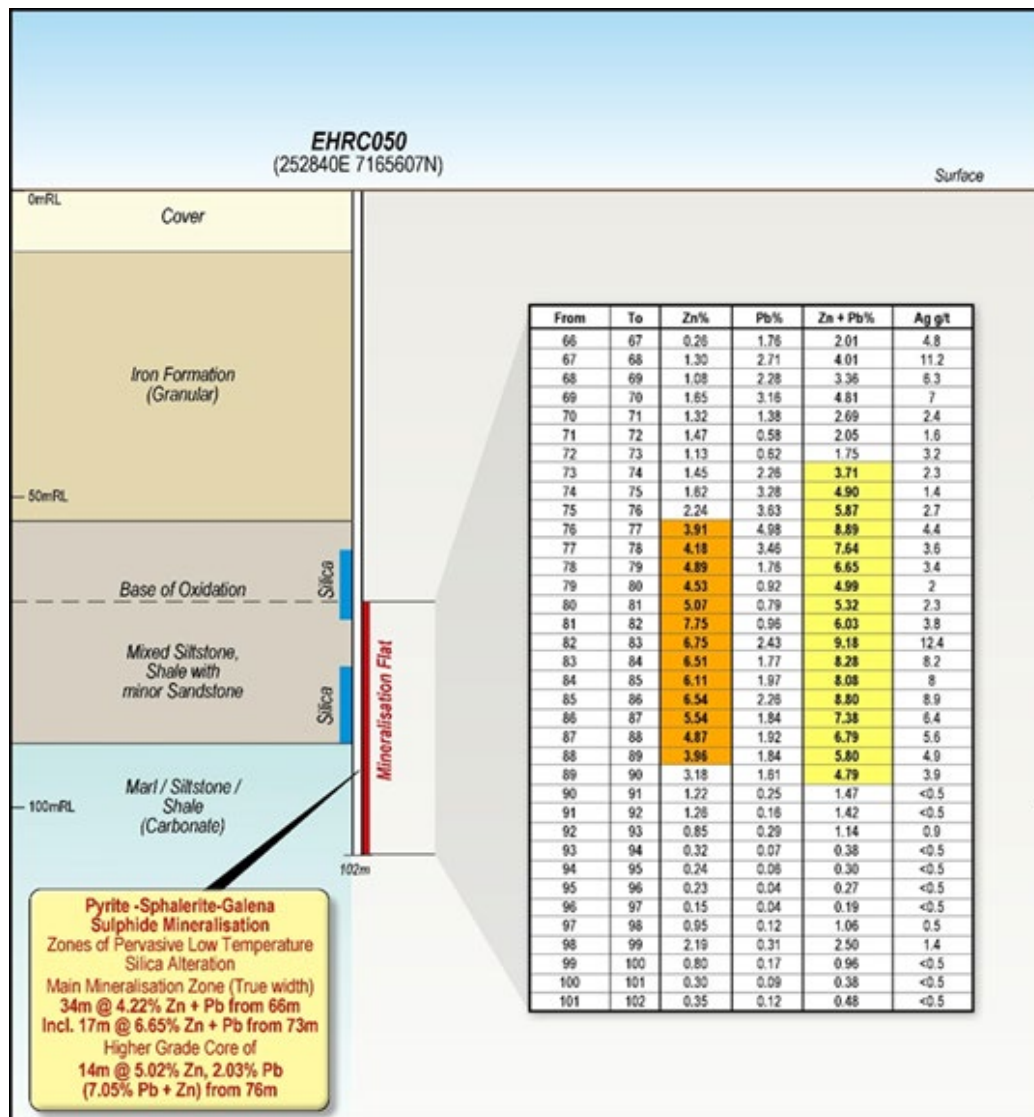 EHRC050
(252840E 7165607N)
Surface
0mRL
Cover
Iron Formation
(Granular)
50mRL
Base of Oxidation
Silica
Mixed Siltstone,
Shale with
minor Sandstone
Silica
Mineralisation Flat
Marl / Siltstone /
Shale
(Carbonate)
100mRL
102m
Pyrite -Sphalerite-Galena
Sulphide Mineralisation
Zones of Pervasive Low Temperature
Silica Alteration
Main Mineralisation Zone (True width)
34m @ 4.22% Zn + Pb from 66m
Incl. 17m @ 6.65% Zn + Pb from 73m
Higher Grade Core of
14m @ 5.02% Zn, 2.03% Pb
(7.05% Pb + Zn) from 76m
From To Zn% Pb% Zn + Pb% Ag g/t
66 67 0.26 1.76 2.01 4.8
67 68 1.30 2.71 4.01 11.2
68 69 1.08 2.28 3.36 6.3
69 70 1.65 3.16 4.81 7
70 71 1.32 1.38 2.69 2.4
71 72 1.47 0.58 2.05 1.6
72 73 1.13 0.62 1.75 3.2
73 74 1.45 2.26 3.71 2.3
74 75 1.62 3.28 4.90 1.4
75 76 2.24 3.63 5.87 2.7
76 77 3.91 4.98 8.89 4.4
77 78 4.18 3.46 7.64 3.6
78 79 4.89 1.76 6.65 3.4
79 80 4.53 0.92 4.99 2
80 81 5.07 0.79 5.32 2.3
81 82 7.75 0.96 6.03 3.8
82 83 6.75 2.43 9.18 12.4
83 84 6.51 1.77 8.28 8.2
84 85 6.11 1.97 8.08 8
85 86 6.54 2.26 8.80 8.9
86 87 5.54 1.84 7.38 6.4
87 88 4.87 1.92 6.79 5.6
88 89 3.96 1.84 5.80 4.9
89 90 3.18 1.61 4.79 3.9
90 91 1.22 0.25 1.47 <0.5
91 92 1.26 0.16 1.42 <0.5
92 93 0.85 0.29 1.14 0.9
93 94 0.32 0.07 0.38 <0.5
94 95 0.24 0.06 0.30 <0.5
95 96 0.23 0.04 0.27 <0.5
96 97 0.15 0.04 0.19 <0.5
97 98 0.95 0.12 1.06 0.5
98 99 2.19 0.31 2.50 1.4
99 100 0.80 0.17 0.96 <0.5
100 101 0.30 0.09 0.38 <0.5
101 102 0.35 0.12 0.48 <0.5